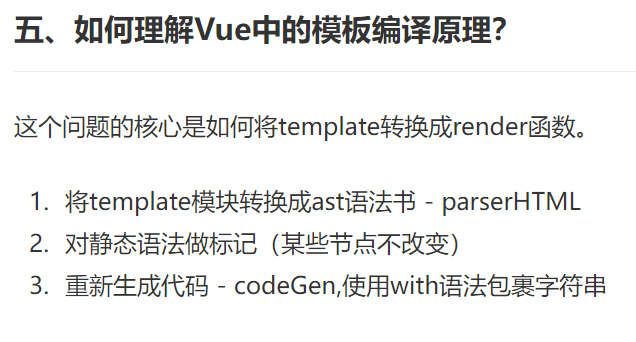 五、如何理解Vue中的模板编译原理？
这个问题的核心是如何将template转换成render函数。
1. 将template模块转换成ast语法书 - parserHTML
2. 对静态语法做标记（某些节点不改变）
3. 重新生成代码 - codeGen,使用with语法包裹字符串